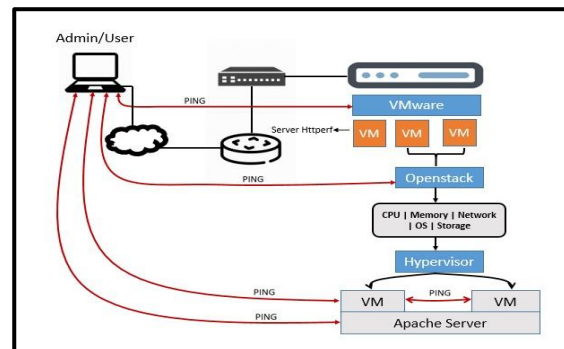 Admin/User
PING
VMware
Server Httperf
VM
VM
VM
PING
Openstack
CPU | Memory | Network
| OS | Storage
Hypervisor
PING
VM
PING
VM
PING
Apache Server